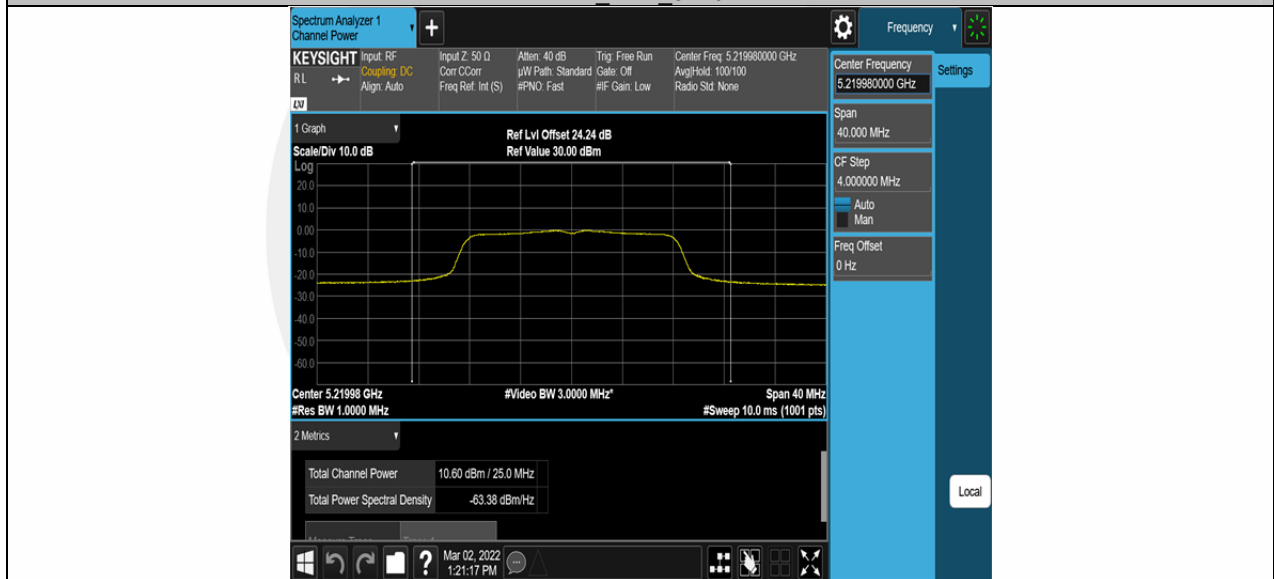 Spectrum Analyzer 1
Channel Power
+
Frequency
KEYSIGHT
RL
LXI
Input: RF
Coupling: DC
Align: Auto
Input Z: 50 Ω
Corr CCorr
Freq Ref: Int (S)
Atten: 40 dB
µW Path: Standard
#PNO: Fast
Trig: Free Run
Gate: Off
#IF Gain: Low
Center Freq: 5.219980000 GHz
Avg|Hold: 100/100
Radio Std: None
Center Frequency
5.219980000 GHz
Settings
Span
40.000 MHz
CF Step
4.000000 MHz
Auto
Man
Freq Offset
0 Hz
Local
1 Graph
Scale/Div 10.0 dB
Ref Lvl Offset 24.24 dB
Ref Value 30.00 dBm
Log
20.0
10.0
0.00
-10.0
-20.0
-30.0
-40.0
-50.0
-60.0
Center 5.21998 GHz
#Video BW 3.0000 MHz*
Span 40 MHz
#Res BW 1.0000 MHz
#Sweep 10.0 ms (1001 pts)
2 Metrics
Total Channel Power 10.60 dBm / 25.0 MHz
Total Power Spectral Density -63.38 dBm/Hz
?
Mar 02, 2022
1:21:17 PM